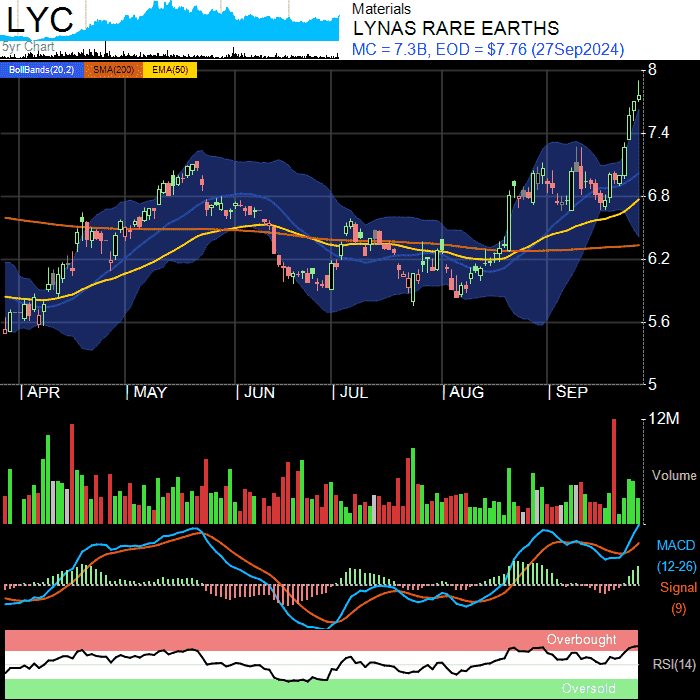 LYC
5yr Chart
Materials
LYNAS RARE EARTHS
MC = 7.3B, EOD = $7.76 (27Sep2024)
BollBands(20,2) SMA(200) EMA(50)
8
7.4
6.8
6.2
5.6
5
APR MAY JUN JUL AUG SEP
12M
Volume
MACD
(12-26)
Signal
(9)
Overbought
RSI(14)
Oversold